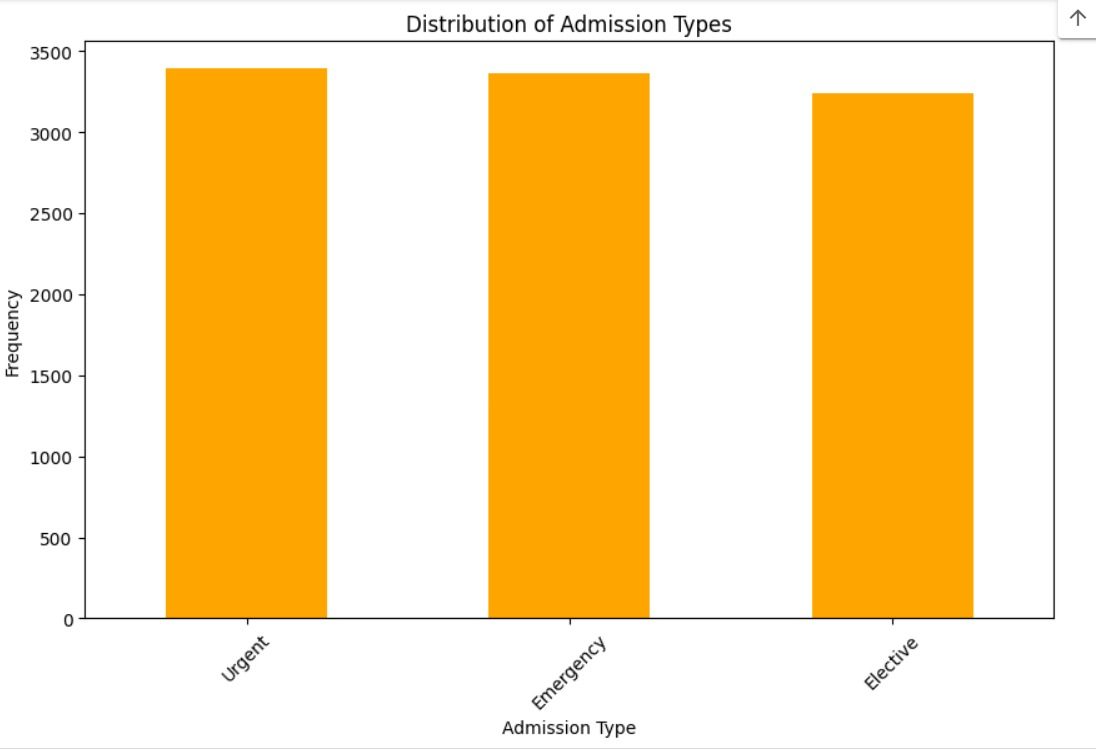 Distribution of Admission Types
3500
3000
2500
2000
1500
1000
500
0
Frequency
Urgent
Emergency
Elective
Admission Type